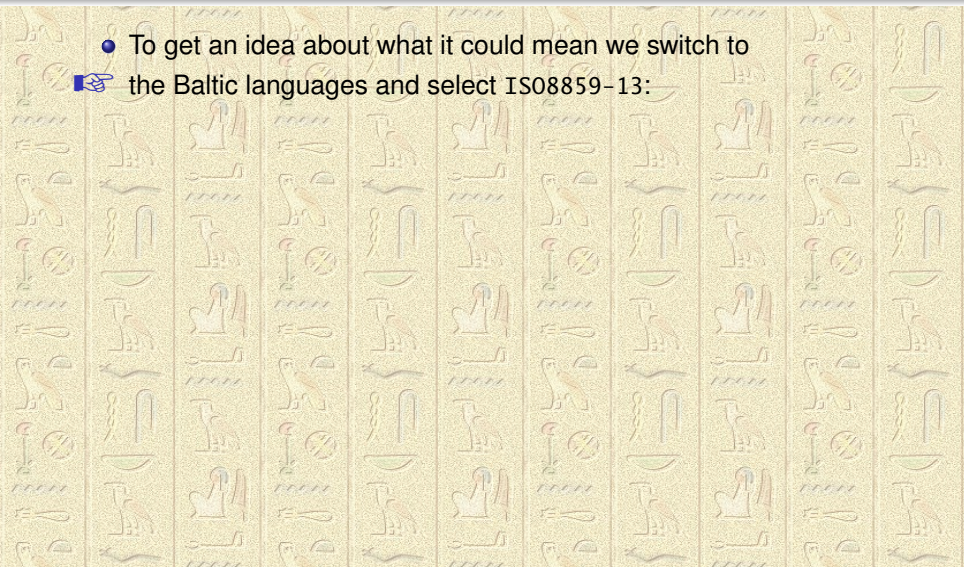 • To get an idea about what it could mean we switch to
☞ the Baltic languages and select ISO8859-13: